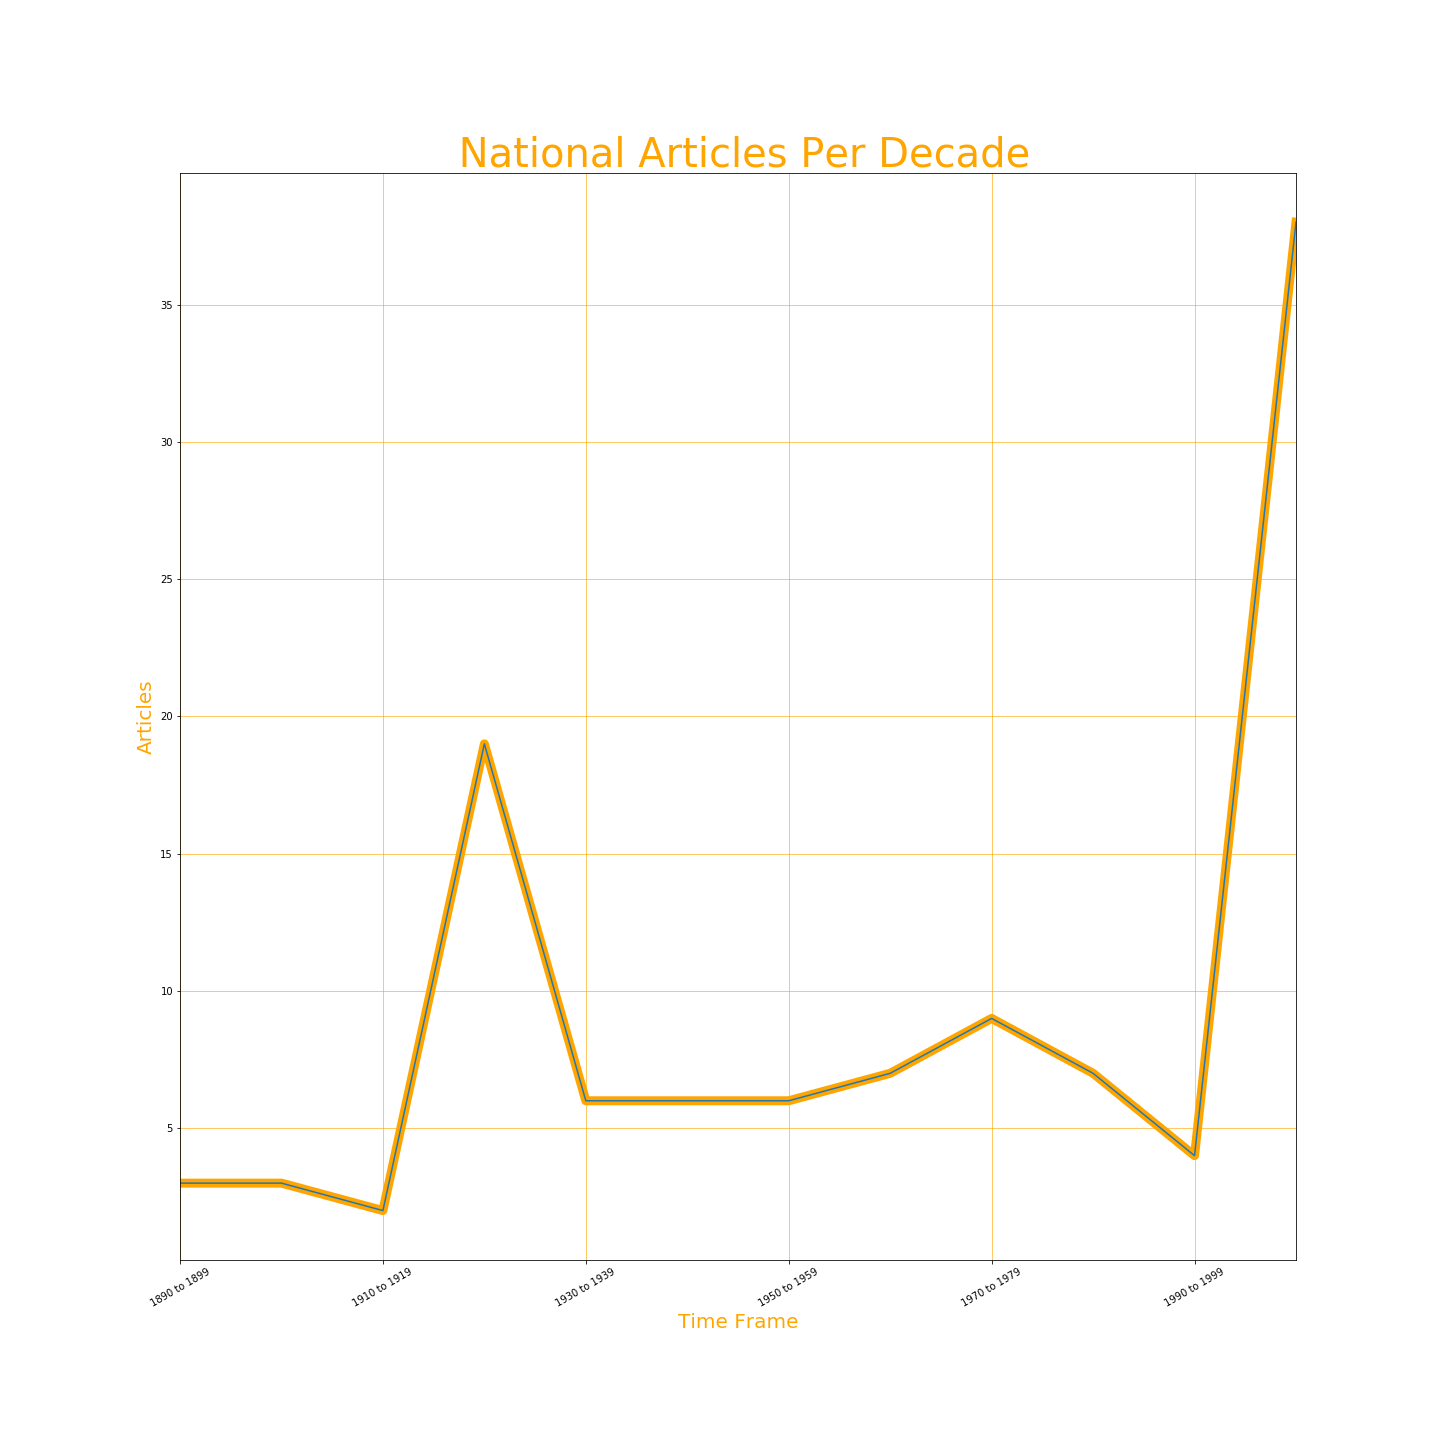 National Articles Per Decade
35
30
25
20
15
10
5
Articles
1890 to 1899
1910 to 1919
1930 to 1939
1950 to 1959
1970 to 1979
1990 to 1999
Time Frame